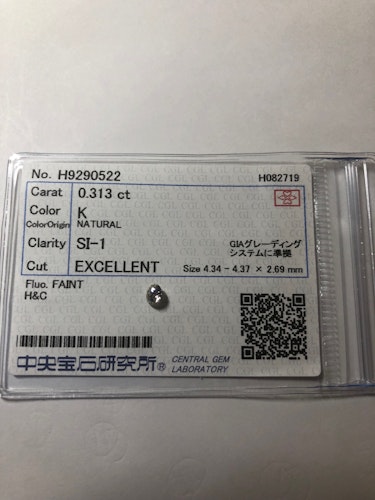 No. H9290522 H082719
Carat 0.313 ct
Color K
ColorOrigin NATURAL
Clarity SI-1 GIAグレーディング
システムに準拠
Cut EXCELLENT Size 4.34 - 4.37 × 2.69 mm
Fluo. FAINT
H&C
中央宝石研究所® CENTRAL GEM
LABORATORY